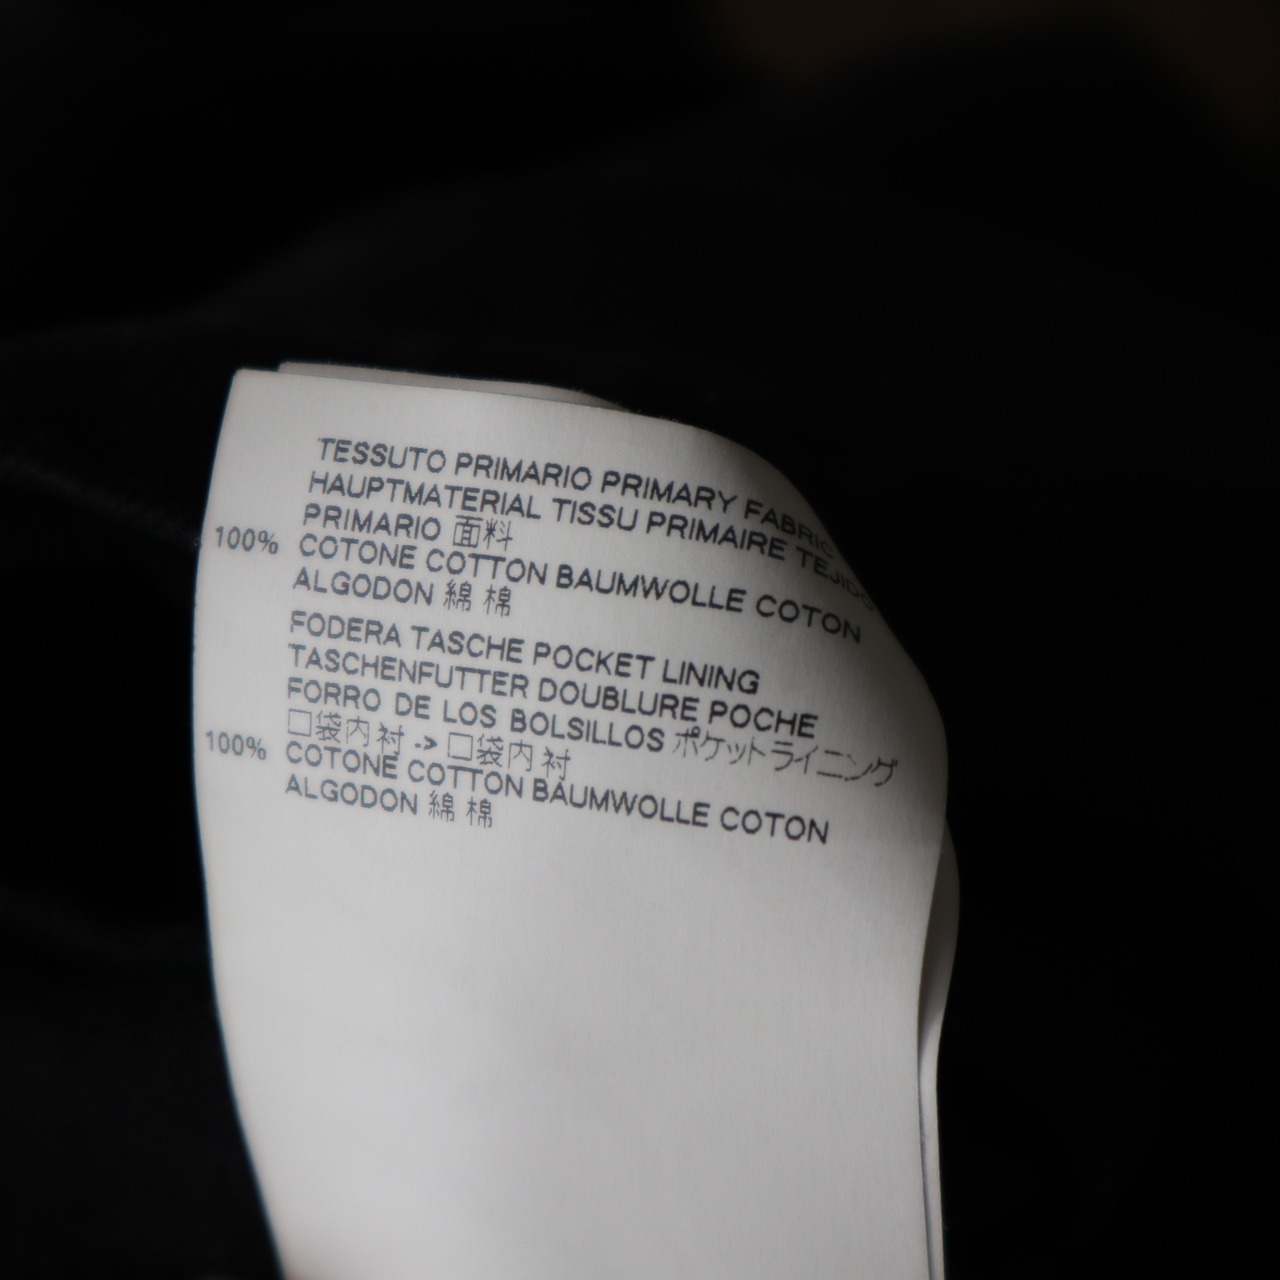 TESSUTO PRIMARIO PRIMARY FABRIC
HAUPTMATERIAL TISSU PRIMAIRE TEJIDO
PRIMARIO 面料
100% COTONE COTTON BAUMWOLLE COTON
ALGODON 綿 棉
FODERA TASCHE POCKET LINING
TASCHENFUTTER DOUBLURE POCHE
FORRO DE LOS BOLSILLOS ポケットライニング
口袋内衬 -> 口袋内衬
100% COTONE COTTON BAUMWOLLE COTON
ALGODON 綿 棉